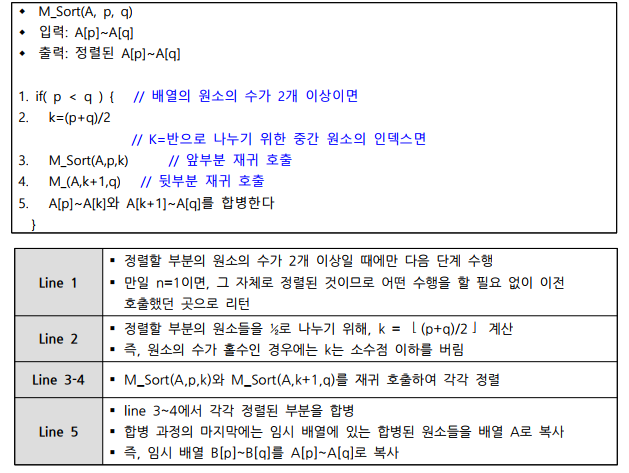 ◆ M_Sort(A, p, q)
◆ 입력: A[p]~A[q]
◆ 출력: 정렬된 A[p]~A[q]
1. if( p < q ) { // 배열의 원소의 수가 2개 이상이면
2. k=(p+q)/2
// K=반으로 나누기 위한 중간 원소의 인덱스면
3. M_Sort(A,p,k) // 앞부분 재귀 호출
4. M_(A,k+1,q) // 뒷부분 재귀 호출
5. A[p]~A[k]와 A[k+1]~A[q]를 합병한다
}
Line 1
▪ 정렬할 부분의 원소의 수가 2개 이상일 때에만 다음 단계 수행
▪ 만일 n=1이면, 그 자체로 정렬된 것이므로 어떤 수행을 할 필요 없이 이전
호출했던 곳으로 리턴
Line 2
▪ 정렬할 부분의 원소들을 ½로 나누기 위해, k = ⌊ (p+q)/2 ⌋ 계산
▪ 즉, 원소의 수가 홀수인 경우에는 k는 소수점 이하를 버림
Line 3-4
▪ M_Sort(A,p,k)와 M_Sort(A,k+1,q)를 재귀 호출하여 각각 정렬
Line 5
▪ line 3~4에서 각각 정렬된 부분을 합병
▪ 합병 과정의 마지막에는 임시 배열에 있는 합병된 원소들을 배열 A로 복사
▪ 즉, 임시 배열 B[p]~B[q]를 A[p]~A[q]로 복사